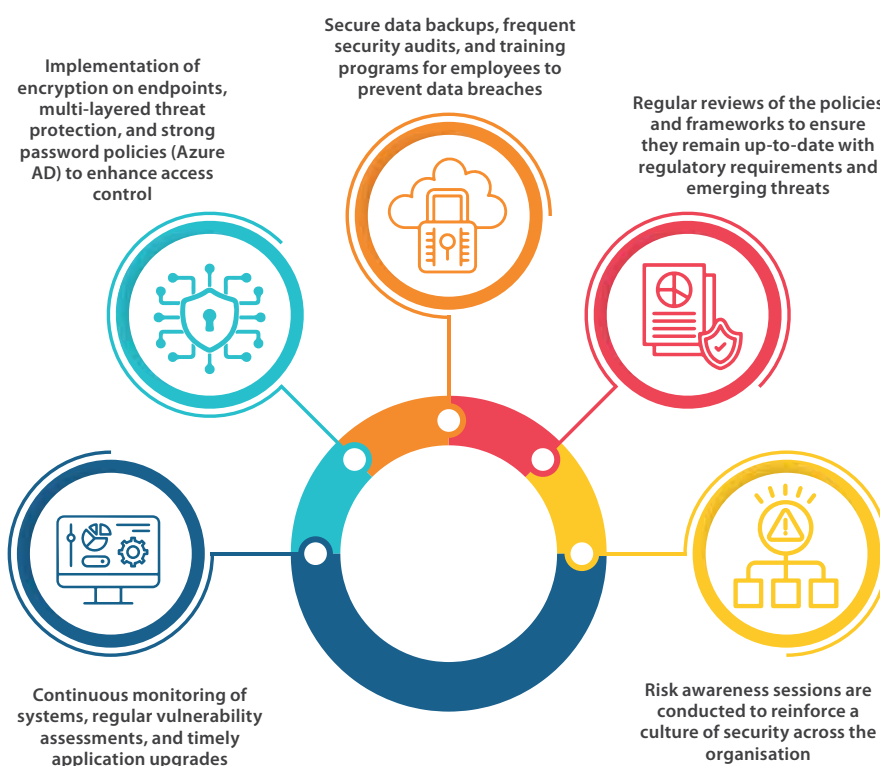 Secure data backups, frequent
security audits, and training
programs for employees to
prevent data breaches
Implementation of
encryption on endpoints,
multi-layered threat
protection, and strong
password policies (Azure
AD) to enhance access
control
Regular reviews of the policies
and frameworks to ensure
they remain up-to-date with
regulatory requirements and
emerging threats
Continuous monitoring of
systems, regular vulnerability
assessments, and timely
application upgrades
Risk awareness sessions are
conducted to reinforce a
culture of security across the
organisation